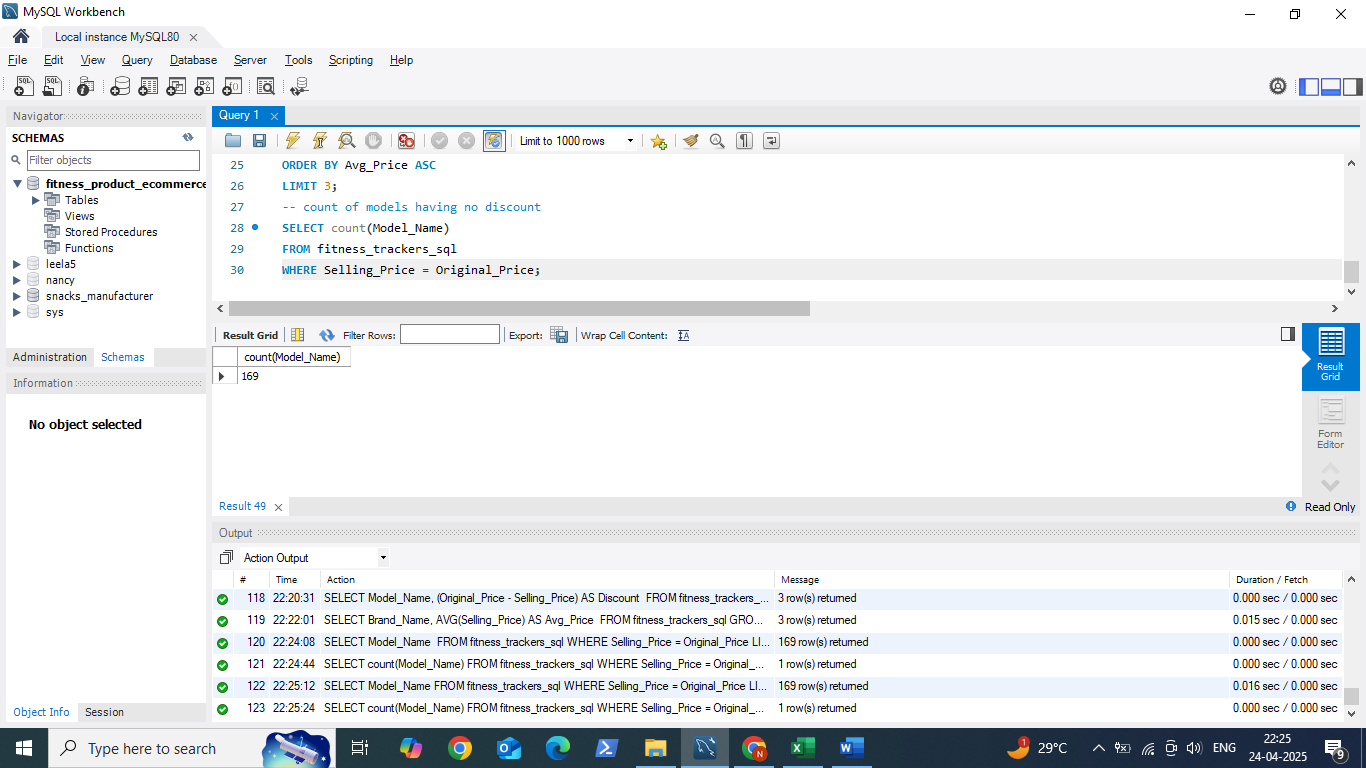 MySQL Workbench
Local instance MySQL80
File Edit View Query Database Server Tools Scripting Help
Navigator
SCHEMAS
Filter objects
fitness_product_ecommerce
Tables
Views
Stored Procedures
Functions
leela5
nancy
snacks_manufacturer
sys
Administration Schemas
Information
No object selected
Object Info Session
Query 1
Limit to 1000 rows
25 ORDER BY Avg_Price ASC
26 LIMIT 3;
27 -- count of models having no discount
28 SELECT count(Model_Name)
29 FROM fitness_trackers_sql
30 WHERE Selling_Price = Original_Price;
Result Grid Filter Rows: Export: Wrap Cell Content:
count(Model_Name)
169
Result Grid
Form Editor
Result 49
Read Only
Output
Action Output
# Time Action Message Duration / Fetch
118 22:20:31 SELECT Model_Name, (Original_Price - Selling_Price) AS Discount FROM fitness_trackers_... 3 row(s) returned 0.000 sec / 0.000 sec
119 22:22:01 SELECT Brand_Name, AVG(Selling_Price) AS Avg_Price FROM fitness_trackers_sql GRO... 3 row(s) returned 0.015 sec / 0.000 sec
120 22:24:08 SELECT Model_Name FROM fitness_trackers_sql WHERE Selling_Price = Original_Price LI... 169 row(s) returned 0.000 sec / 0.000 sec
121 22:24:44 SELECT count(Model_Name) FROM fitness_trackers_sql WHERE Selling_Price = Original_... 1 row(s) returned 0.000 sec / 0.000 sec
122 22:25:12 SELECT Model_Name FROM fitness_trackers_sql WHERE Selling_Price = Original_Price LI... 169 row(s) returned 0.016 sec / 0.000 sec
123 22:25:24 SELECT count(Model_Name) FROM fitness_trackers_sql WHERE Selling_Price = Original_... 1 row(s) returned 0.000 sec / 0.000 sec
Type here to search
1 29°C ENG
22:25
24-04-2025
9